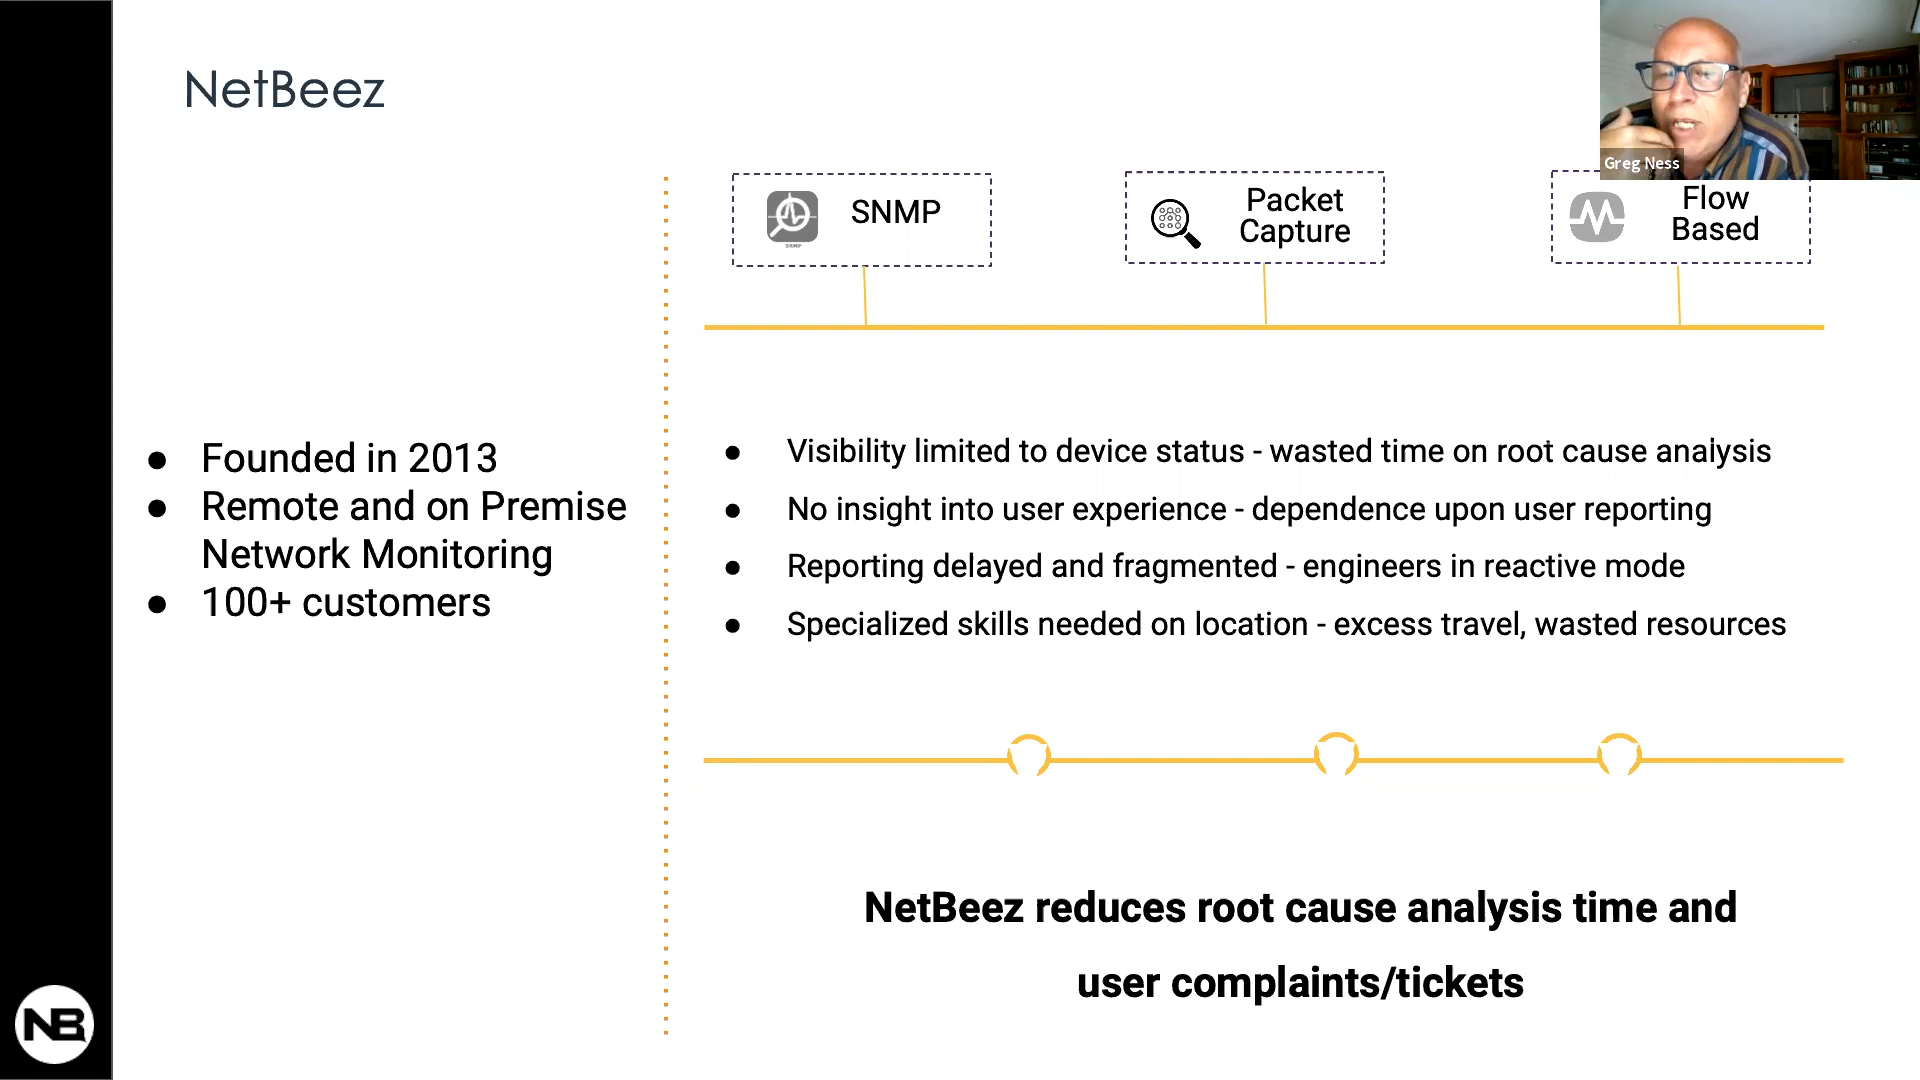 NetBeez
Greg Ness
SNMP
SNMP
Packet
Capture
Flow
Based
● Founded in 2013
● Remote and on Premise
Network Monitoring
● 100+ customers
● Visibility limited to device status - wasted time on root cause analysis
● No insight into user experience - dependence upon user reporting
● Reporting delayed and fragmented - engineers in reactive mode
● Specialized skills needed on location - excess travel, wasted resources
NetBeez reduces root cause analysis time and
user complaints/tickets
NB